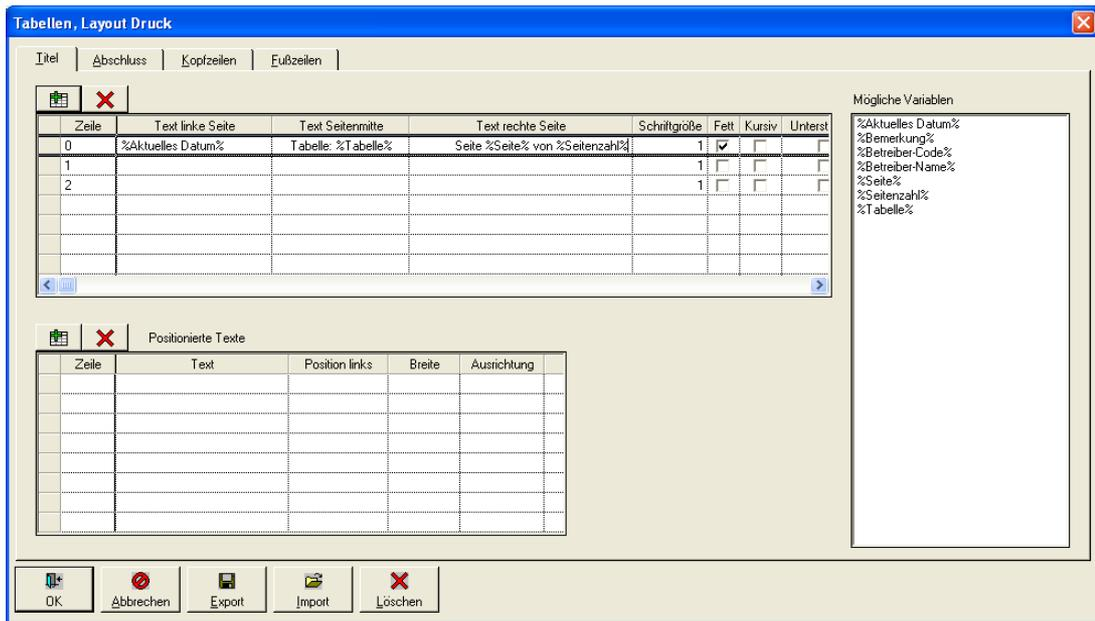 Tabellen, Layout Druck
Titel Abschluss Kopfzeilen Fußzeilen
Mögliche Variablen
Zeile Text linke Seite Text Seitenmitte Text rechte Seite Schriftgröße Fett Kursiv Unterst
0 %Aktuelles Datum% Tabelle: %Tabelle% Seite %Seite% von %Seitenzahl% 1
1 1
2 1
%Aktuelles Datum%
%Bemerkung%
%Betreiber-Code%
%Betreiber-Name%
%Seite%
%Seitenzahl%
%Tabelle%
Positionierte Texte
Zeile Text Position links Breite Ausrichtung
OK Abbrechen Export Import Löschen